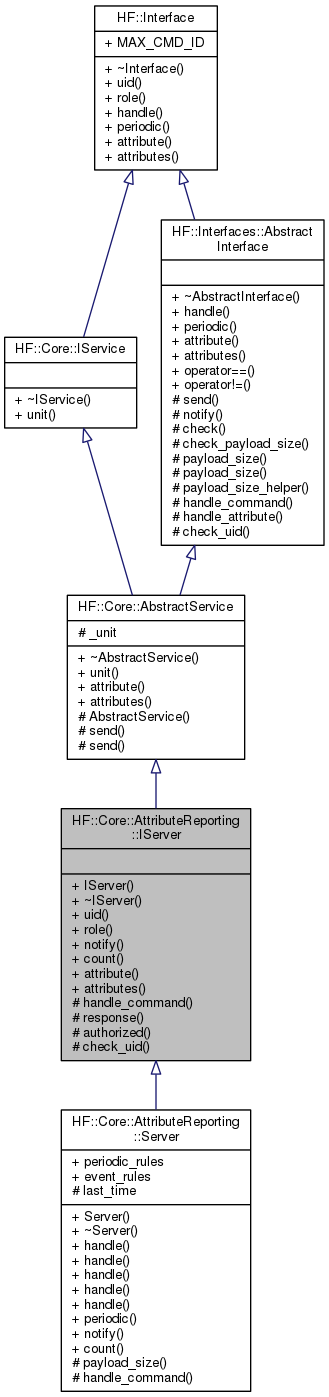 HF::Interface
+ MAX_CMD_ID
+ ~Interface()
+ uid()
+ role()
+ handle()
+ periodic()
+ attribute()
+ attributes()
HF::Interfaces::Abstract
Interface
+ ~AbstractInterface()
+ handle()
+ periodic()
+ attribute()
+ attributes()
+ operator==()
+ operator!=()
# send()
# notify()
# check()
# check_payload_size()
# payload_size()
# payload_size()
# payload_size_helper()
# handle_command()
# handle_attribute()
# check_uid()
HF::Core::IService
+ ~IService()
+ unit()
HF::Core::AbstractService
# _unit
+ ~AbstractService()
+ unit()
+ attribute()
+ attributes()
# AbstractService()
# send()
# send()
HF::Core::AttributeReporting
::IServer
+ IServer()
+ ~IServer()
+ uid()
+ role()
+ notify()
+ count()
+ attribute()
+ attributes()
# handle_command()
# response()
# authorized()
# check_uid()
HF::Core::AttributeReporting
::Server
+ periodic_rules
+ event_rules
# last_time
+ Server()
+ ~Server()
+ handle()
+ handle()
+ handle()
+ handle()
+ handle()
+ periodic()
+ notify()
+ count()
# payload_size()
# handle_command()